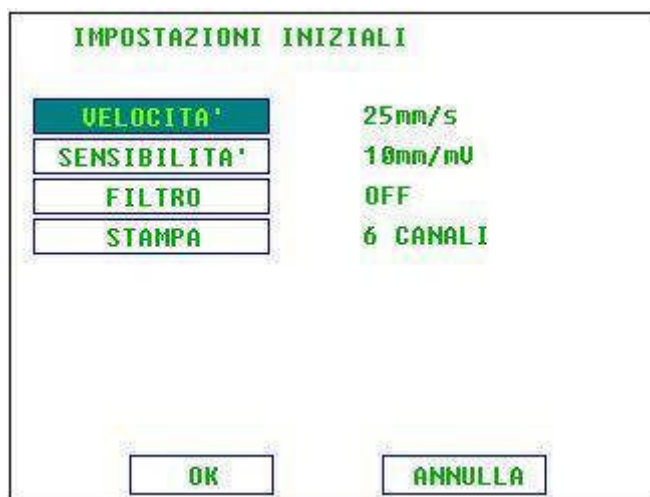 IMPOSTAZIONI INIZIALI
VELOCITA' 25mm/s
SENSIBILITA' 10mm/mV
FILTRO OFF
STAMPA 6 CANALI
OK ANNULLA